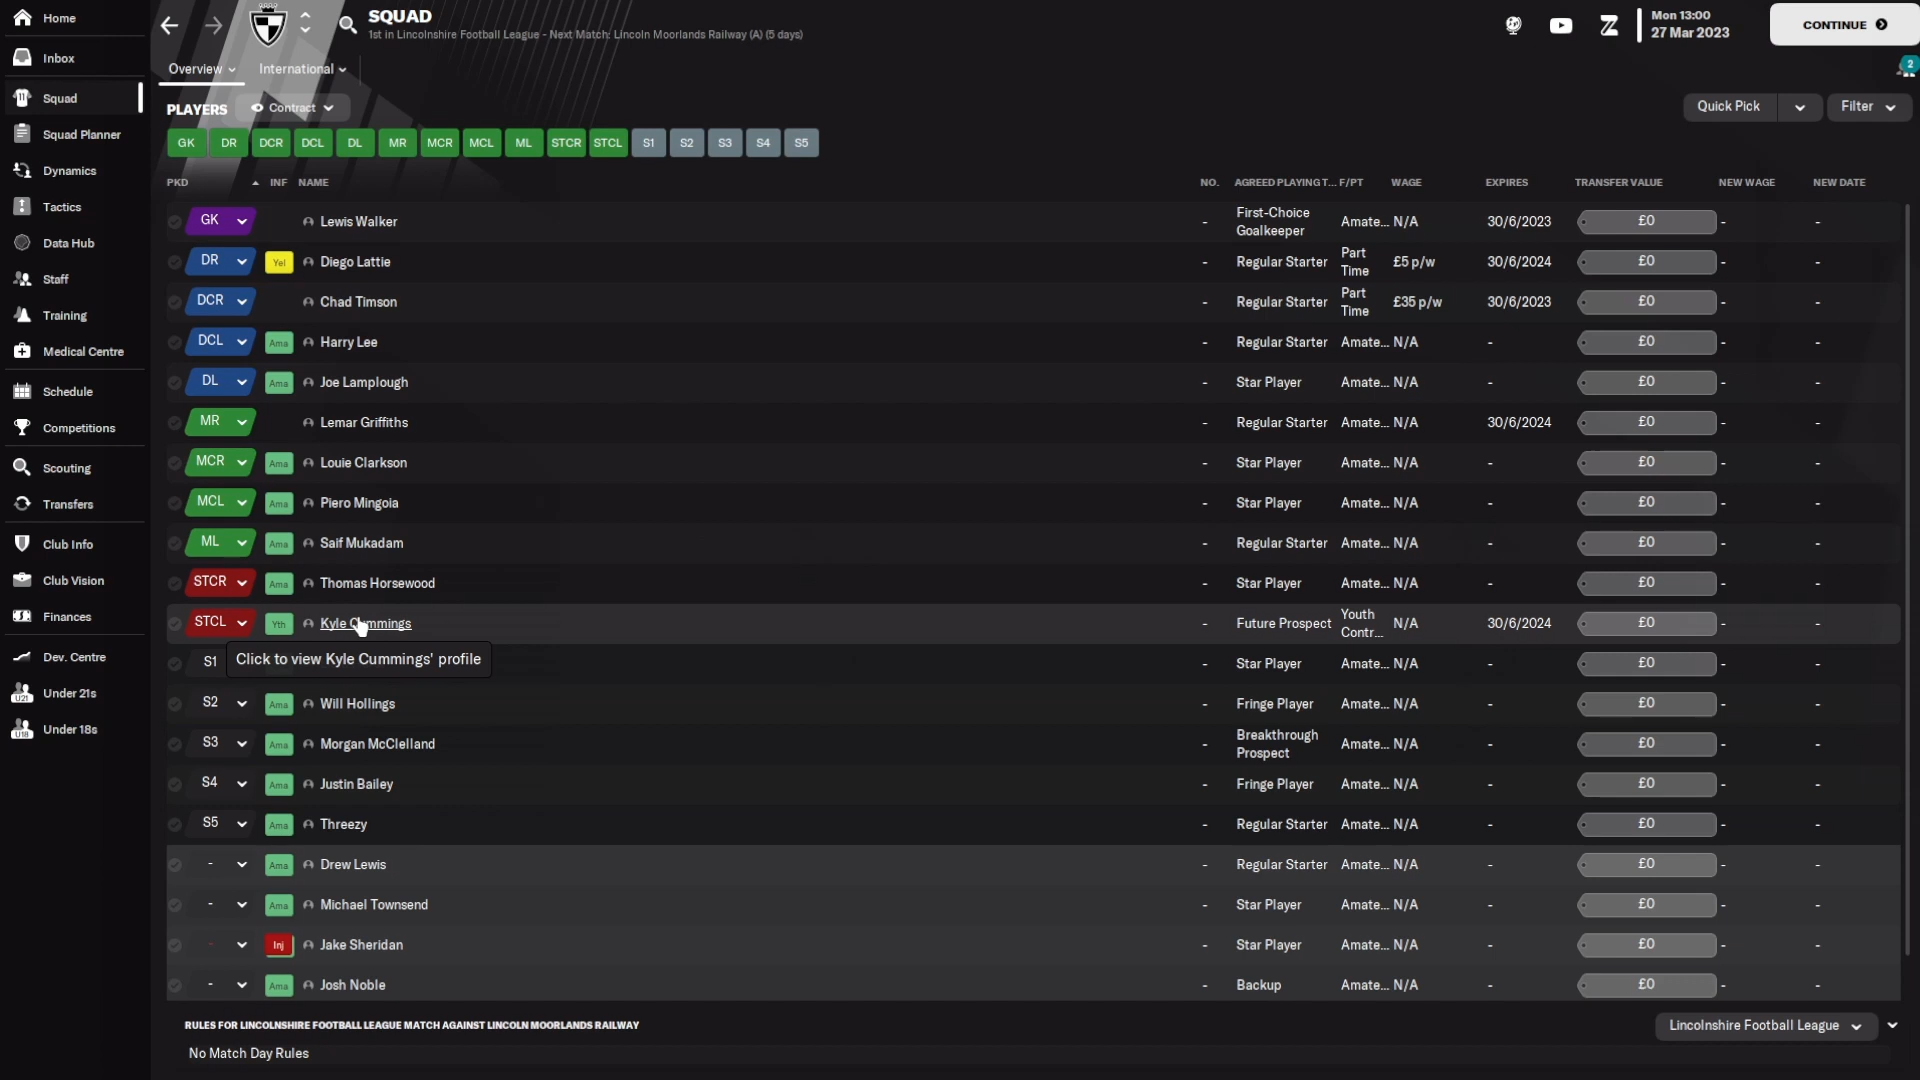 Home
Inbox
Squad
Squad Planner
Dynamics
Tactics
Data Hub
Staff
Training
Medical Centre
Schedule
Competitions
Scouting
Transfers
Club Info
Club Vision
Finances
Dev. Centre
U21 Under 21s
U18 Under 18s
SQUAD
1st in Lincolnshire Football League - Next Match: Lincoln Moorlands Railway (A) (5 days)
Mon 13:00
27 Mar 2023
CONTINUE
2
Overview International
PLAYERS Contract
Quick Pick Filter
GK DR DCR DCL DL MR MCR MCL ML STCR STCL S1 S2 S3 S4 S5
PKD INF NAME NO. AGREED PLAYING T... F/PT WAGE EXPIRES TRANSFER VALUE NEW WAGE NEW DATE
GK Lewis Walker - First-Choice Goalkeeper Amate... N/A 30/6/2023 £0 - -
DR Yel Diego Lattie - Regular Starter Part Time £5 p/w 30/6/2024 £0 - -
DCR Chad Timson - Regular Starter Part Time £35 p/w 30/6/2023 £0 - -
DCL Ama Harry Lee - Regular Starter Amate... N/A - £0 - -
DL Ama Joe Lamplough - Star Player Amate... N/A - £0 - -
MR Lemar Griffiths - Regular Starter Amate... N/A 30/6/2024 £0 - -
MCR Ama Louie Clarkson - Star Player Amate... N/A - £0 - -
MCL Ama Piero Mingoia - Star Player Amate... N/A - £0 - -
ML Ama Saif Mukadam - Regular Starter Amate... N/A - £0 - -
STCR Ama Thomas Horsewood - Star Player Amate... N/A - £0 - -
STCL Yth Kyle Cummings - Future Prospect Youth Contr... N/A 30/6/2024 £0 - -
Click to view Kyle Cummings' profile
S1 - Star Player Amate... N/A - £0 - -
S2 Ama Will Hollings - Fringe Player Amate... N/A - £0 - -
S3 Ama Morgan McClelland - Breakthrough Prospect Amate... N/A - £0 - -
S4 Ama Justin Bailey - Fringe Player Amate... N/A - £0 - -
S5 Ama Threezy - Regular Starter Amate... N/A - £0 - -
- Ama Drew Lewis - Regular Starter Amate... N/A - £0 - -
- Ama Michael Townsend - Star Player Amate... N/A - £0 - -
- Inj Jake Sheridan - Star Player Amate... N/A - £0 - -
- Ama Josh Noble - Backup Amate... N/A - £0 - -
RULES FOR LINCOLNSHIRE FOOTBALL LEAGUE MATCH AGAINST LINCOLN MOORLANDS RAILWAY
Lincolnshire Football League
No Match Day Rules